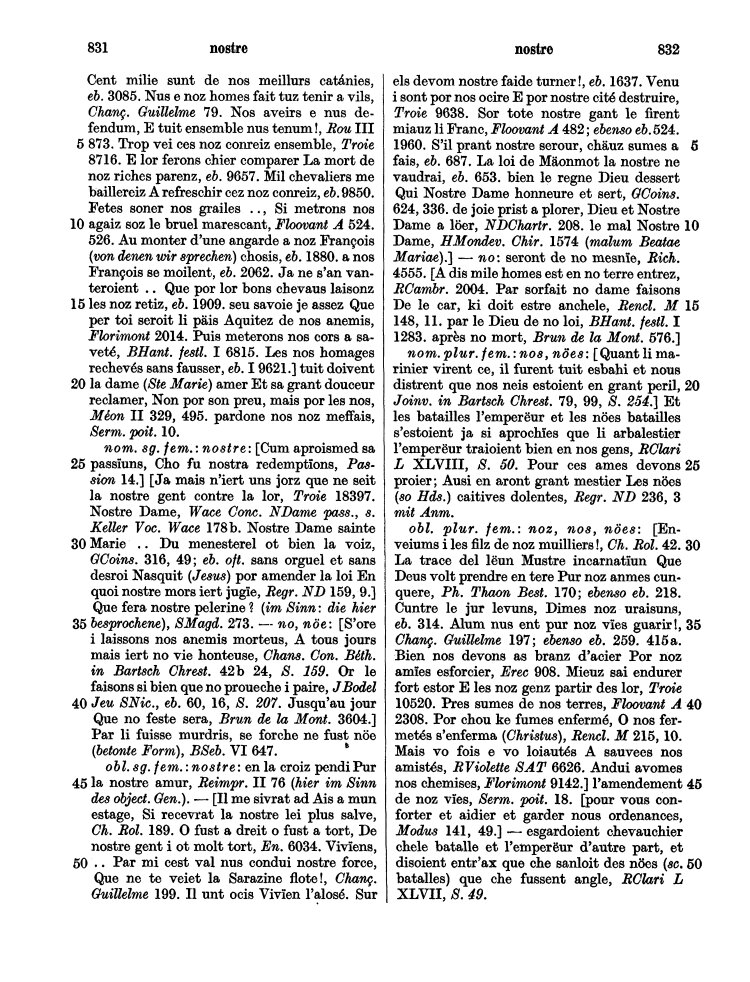 831 nostre
Cent milie sunt de nos meillurs catánies,
eb. 3085. Nus e noz homes fait tuz tenir a vils,
Chanç. Guillelme 79. Nos aveirs e nus de-
fendum, E tuit ensemble nus tenum!, Rou III
5 873. Trop vei ces noz conreiz ensemble, Troie
8716. E lor ferons chier comparer La mort de
noz riches parenz, eb. 9657. Mil chevaliers me
bailleroiz A refreschir cez noz conreiz, eb. 9850.
Fetes soner nos grailes .., Si metrons nos
10 agaiz soz le bruel marescant, Floovant A 524.
526. Au monter d'une angarde a noz François
(von denen wir sprechen) chosis, eb. 1880. a nos
François se moilent, eb. 2062. Ja ne s'an van-
teroient .. Que por lor bons chevaus laisonz
15 les noz retiz, eb. 1909. seu savoie je assez Que
per toi seroit li päis Aquitez de nos anemis,
Florimont 2014. Puis meterons nos cors a sa-
veté, BHant. festl. I 6815. Les nos homages
rechevés sans fausser, eb. I 9621.] tuit doivent
20 la dame (Ste Marie) amer Et sa grant douceur
reclamer, Non por son preu, mais por les nos,
Méon II 329, 495. pardone nos noz meffais,
Serm. poit. 10.
nom. sg. fem.: nostre: [Cum aproismed sa
25 passïuns, Cho fu nostra redemptïons, Pas-
sion 14.] [Ja mais n'iert uns jorz que ne seit
la nostre gent contre la lor, Troie 18397.
Nostre Dame, Wace Conc. NDame pass., s.
Keller Voc. Wace 178b. Nostre Dame sainte
30 Marie .. Du menesterel ot bien la voiz,
GCoins. 316, 49; eb. oft. sans orguel et sans
desroi Nasquit (Jesus) por amender la loi En
quoi nostre mors iert jugïe, Regr. ND 159, 9.]
Que fera nostre pelerine? (im Sinn: die hier
35 besprochene), SMagd. 273. — no, nöe: [S'ore
i laissons nos anemis morteus, A tous jours
mais iert no vie honteuse, Chans. Con. Béth.
in Bartsch Chrest. 42b 24, S. 159. Or le
faisons si bien que no proueche i paire, JBodel
40 Jeu SNic., eb. 60, 16, S. 207. Jusqu'au jour
Que no feste sera, Brun de la Mont. 3604.]
Par li fuisse murdris, se forche ne fust nöe
(betonte Form), BSeb. VI 647.
obl. sg. fem.: nostre: en la croiz pendi Pur
45 la nostre amur, Reimpr. II 76 (hier im Sinn
des object. Gen.). — [Il me sivrat ad Ais a mun
estage, Si recevrat la nostre lei plus salve,
Ch. Rol. 189. O fust a dreit o fust a tort, De
nostre gent i ot molt tort, En. 6034. Vivïens,
50 .. Par mi cest val nus condui nostre force,
Que ne te veiet la Sarazine flote!, Chanç.
Guillelme 199. Il unt ocis Vivïen l'alosé. Sur
nostre 832
els devom nostre faide turner!, eb. 1637. Venu
i sont por nos ocire E por nostre cité destruire,
Troie 9638. Sor tote nostre gant le firent
miauz li Franc, Floovant A 482; ebenso eb. 524.
1960. S'il prant nostre serour, chäuz sumes a 5
fais, eb. 687. La loi de Mäonmot la nostre ne
vaudrai, eb. 653. bien le regne Dieu dessert
Qui Nostre Dame honneure et sert, GCoins.
624, 336. de joie prist a plorer, Dieu et Nostre
Dame a löer, NDChartr. 208. le mal Nostre 10
Dame, HMondev. Chir. 1574 (malum Beatae
Mariae).] — no: seront de no mesnïe, Rich.
4555. [A dis mile homes est en no terre entrez,
RCambr. 2004. Par sorfait no dame faisons
De le car, ki doit estre anchele, Rencl. M 15
148, 11. par le Dieu de no loi, BHant. festl. I
1283. après no mort, Brun de la Mont. 576.]
nom. plur. fem.: nos, nöes: [Quant li ma-
rinier virent ce, il furent tuit esbahi et nous
distrent que nos neis estoient en grant peril, 20
Joinv. in Bartsch Chrest. 79, 99, S. 254.] Et
les batailles l'emperëur et les nöes batailles
s'estoient ja si aprochïes que li arbalestier
l'emperëur traioient bien en nos gens, RClari
L XLVIII, S. 50. Pour ces ames devons 25
proier; Ausi en aront grant mestier Les nöes
(so Hds.) caitives dolentes, Regr. ND 236, 3
mit Anm.
obl. plur. fem.: noz, nos, nöes: [En-
veiums i les filz de noz muilliers!, Ch. Rol. 42. 30
La trace del lëun Mustre incarnatïun Que
Deus volt prendre en tere Pur noz anmes cun-
quere, Ph. Thaon Best. 170; ebenso eb. 218.
Cuntre le jur levuns, Dimes noz uraisuns,
eb. 314. Alum nus ent pur noz vïes guarir!, 35
Chanç. Guillelme 197; ebenso eb. 259. 415a.
Bien nos devons as branz d'acier Por noz
amïes esforcier, Erec 908. Mieuz sai endurer
fort estor E les noz genz partir des lor, Troie
10520. Pres sumes de nos terres, Floovant A 40
2308. Por chou ke fumes enfermé, O nos fer-
metés s'enferma (Christus), Rencl. M 215, 10.
Mais vo fois e vo loiautés A sauvees nos
amistés, RViolette SAT 6626. Andui avomes
nos chemises, Florimont 9142.] l'amendement 45
de noz vïes, Serm. poit. 18. [pour vous con-
forter et aidier et garder nous ordenances,
Modus 141, 49.] — esgardoient chevauchier
chele batalle et l'emperëur d'autre part, et
disoient entr'ax que che sanloit des nöes (sc. 50
batalles) que che fussent angle, RClari L
XLVII, S. 49.